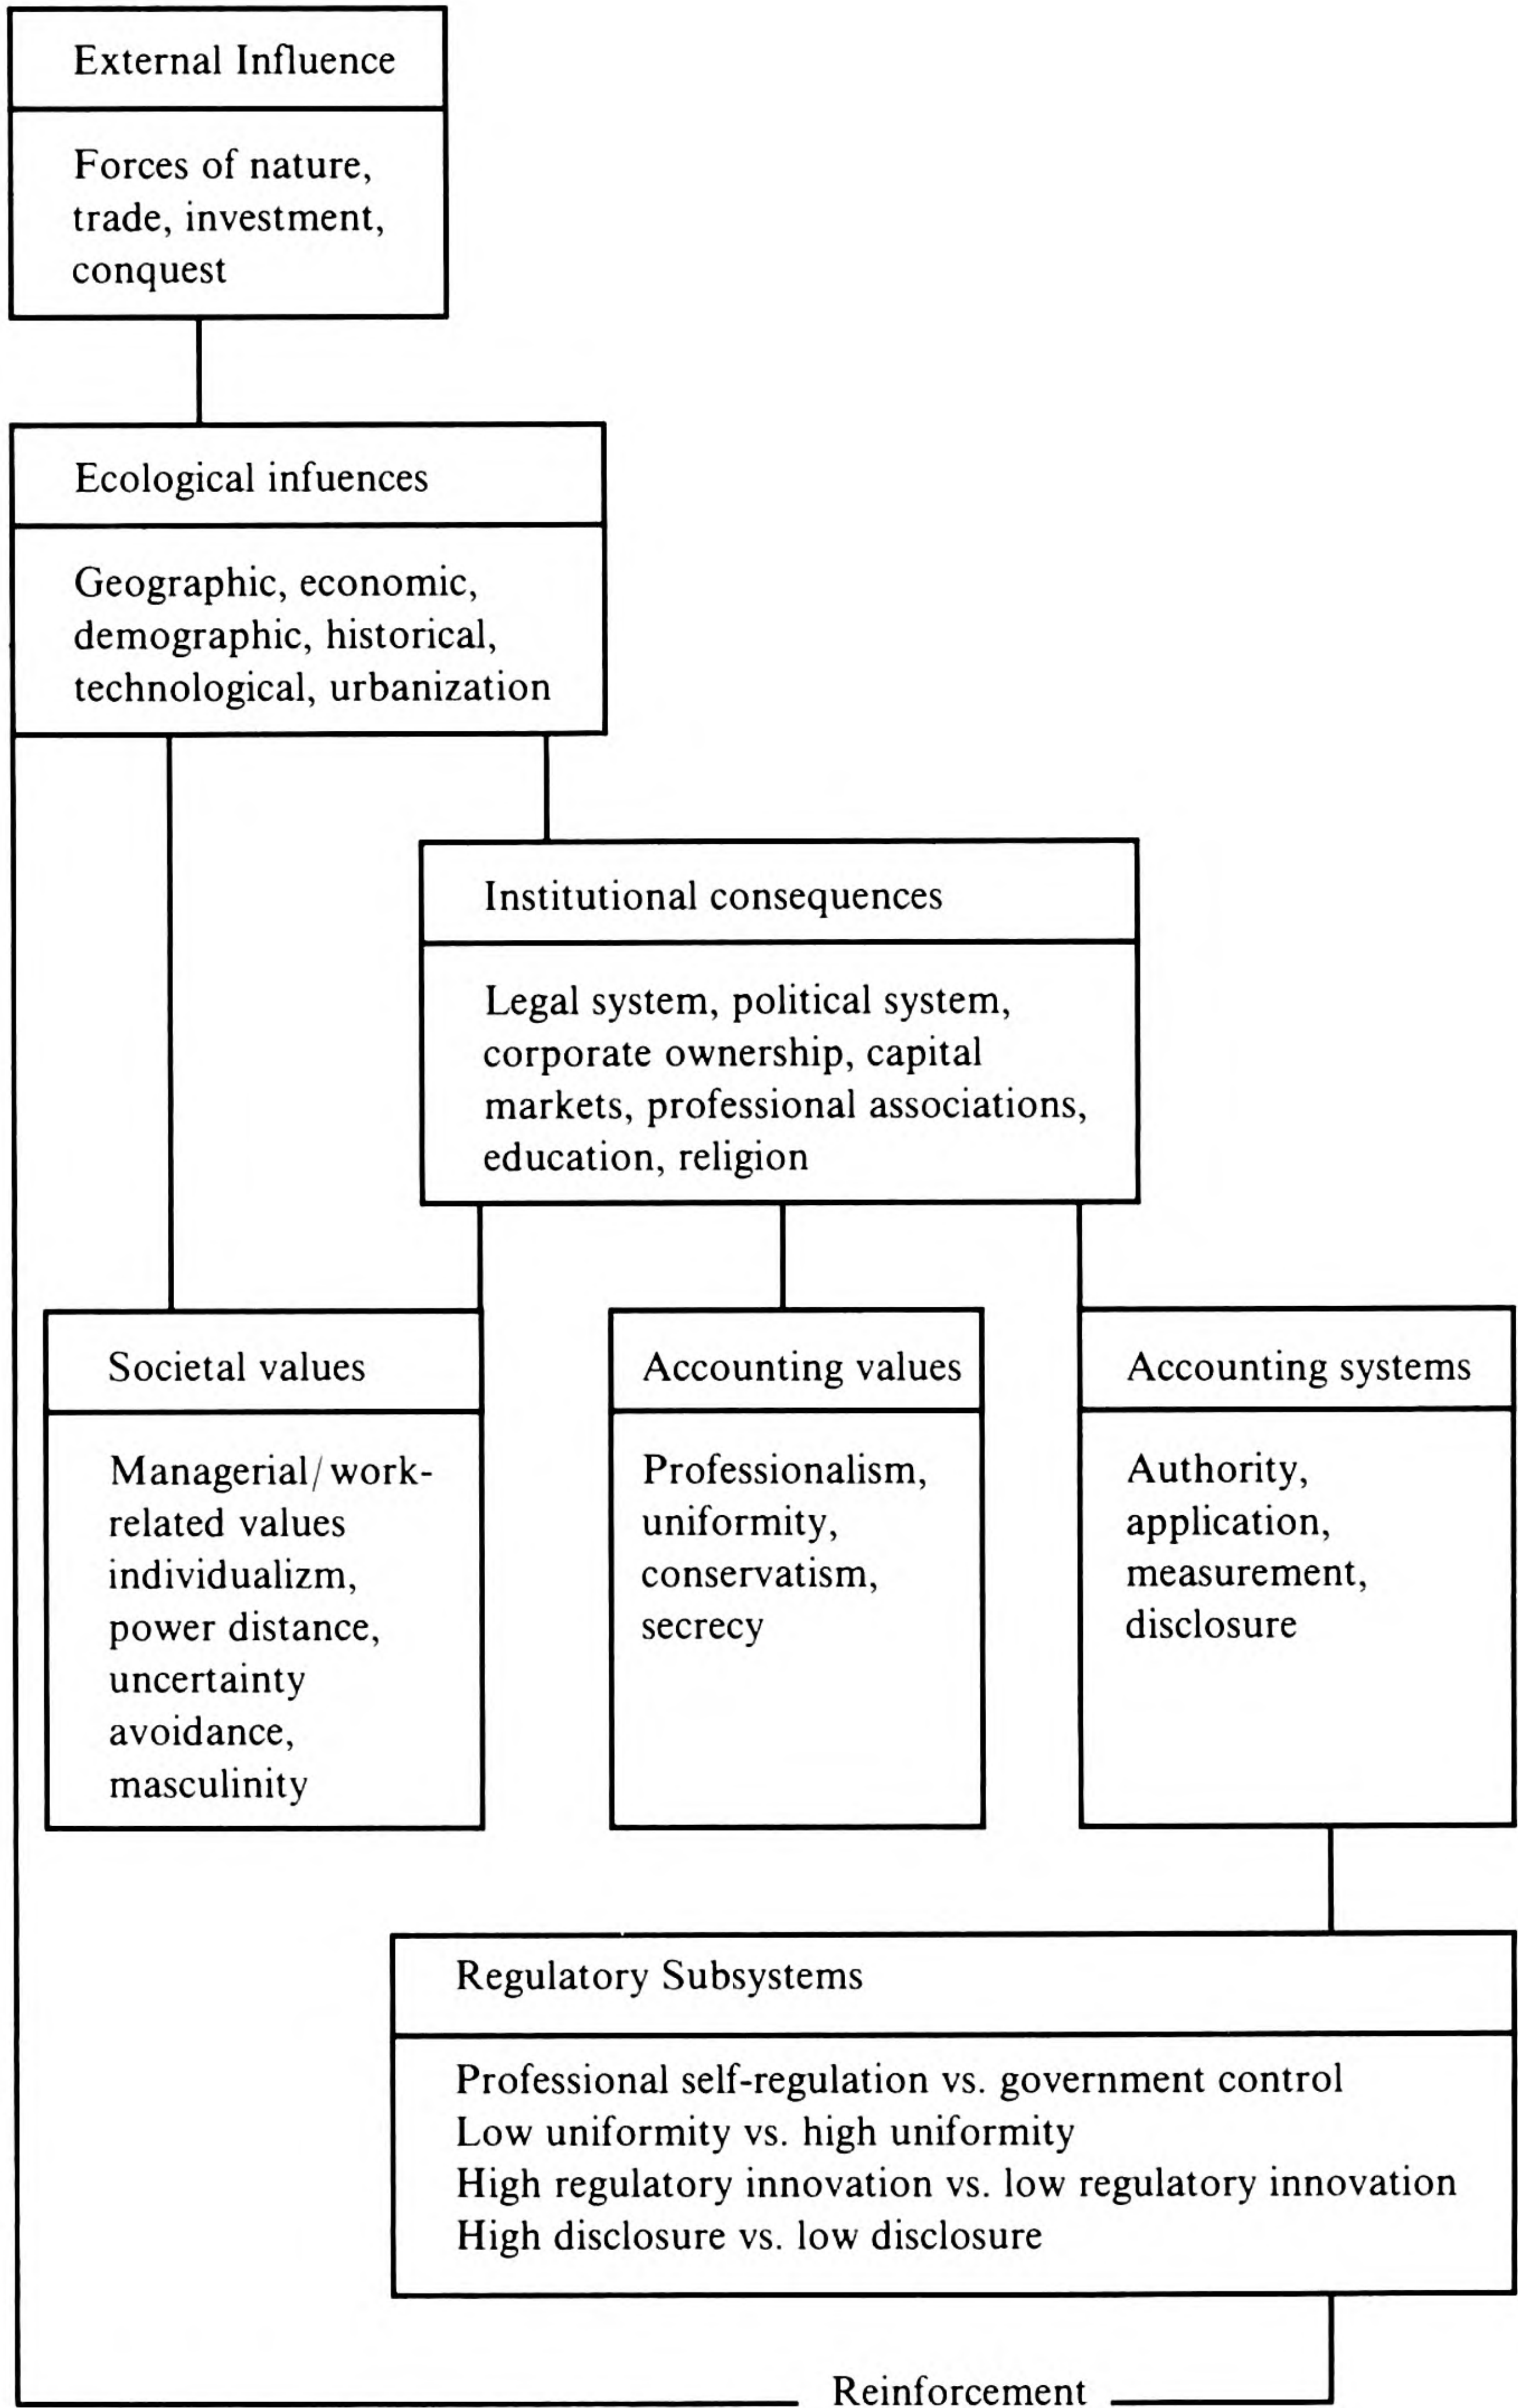 External Influence
Forces of nature,
trade, investment,
conquest
Ecological infuences
Geographic, economic,
demographic, historical,
technological, urbanization
Institutional consequences
Legal system, political system,
corporate ownership, capital
markets, professional associations,
education, religion
Societal values
Managerial/work-
related values
individualizm,
power distance,
uncertainty
avoidance,
masculinity
Accounting values
Professionalism,
uniformity,
conservatism,
secrecy
Accounting systems
Authority,
application,
measurement,
disclosure
Regulatory Subsystems
Professional self-regulation vs. government control
Low uniformity vs. high uniformity
High regulatory innovation vs. low regulatory innovation
High disclosure vs. low disclosure
Reinforcement